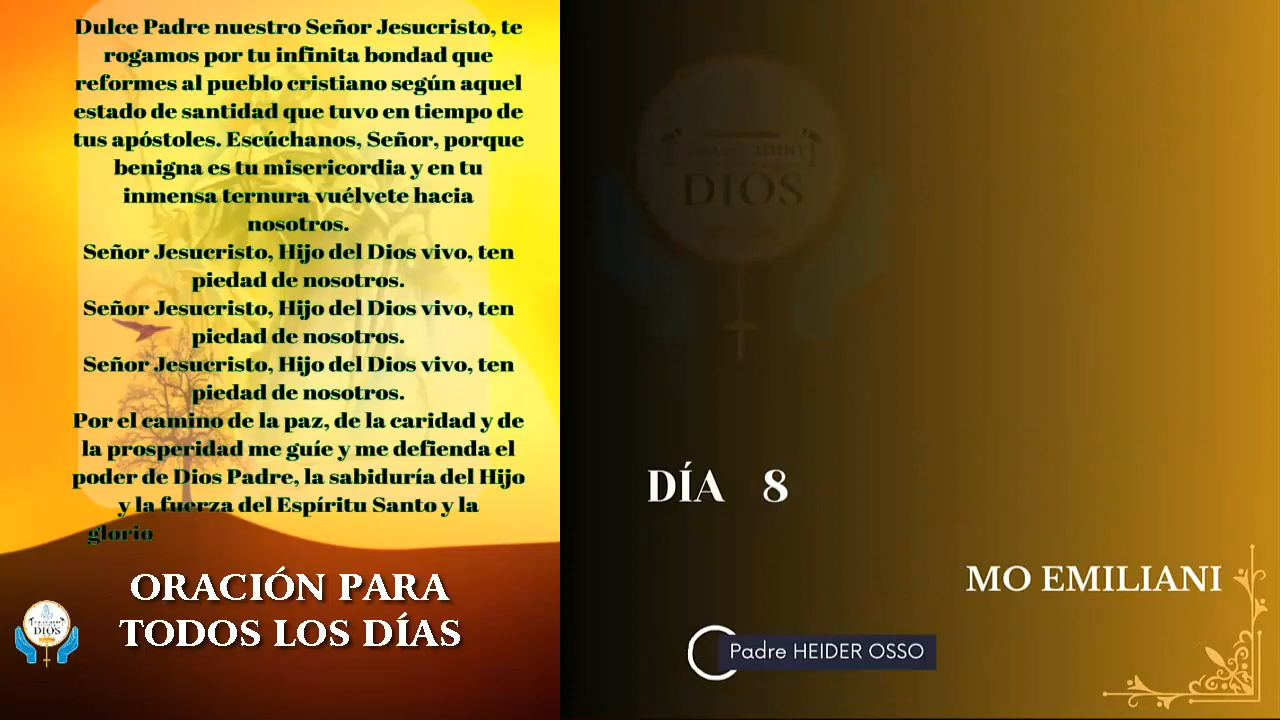 Dulce Padre nuestro Señor Jesucristo, te
rogamos por tu infinita bondad que
reformes al pueblo cristiano según aquel
estado de santidad que tuvo en tiempo de
tus apóstoles. Escúchanos, Señor, porque
benigna es tu misericordia y en tu
inmensa ternura vuélvete hacia
nosotros.
Señor Jesucristo, Hijo del Dios vivo, ten
piedad de nosotros.
Señor Jesucristo, Hijo del Dios vivo, ten
piedad de nosotros.
Señor Jesucristo, Hijo del Dios vivo, ten
piedad de nosotros.
Por el camino de la paz, de la caridad y de
la prosperidad me guíe y me defienda el
poder de Dios Padre, la sabiduría del Hijo
y la fuerza del Espíritu Santo y la
glorio
ORACIÓN PARA
TODOS LOS DÍAS
DIOS
DIOS
DÍA 8
MO EMILIANI
Padre HEIDER OSSO